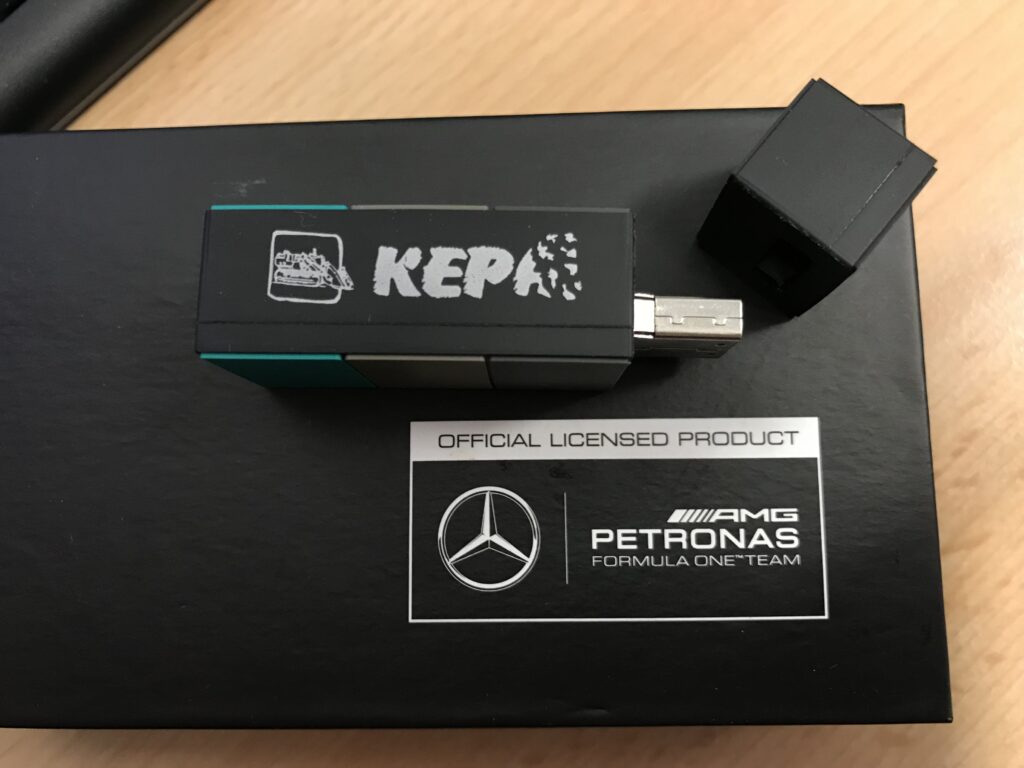 KEPA
OFFICIAL LICENSED PRODUCT
AMG
PETRONAS
FORMULA ONE™ TEAM